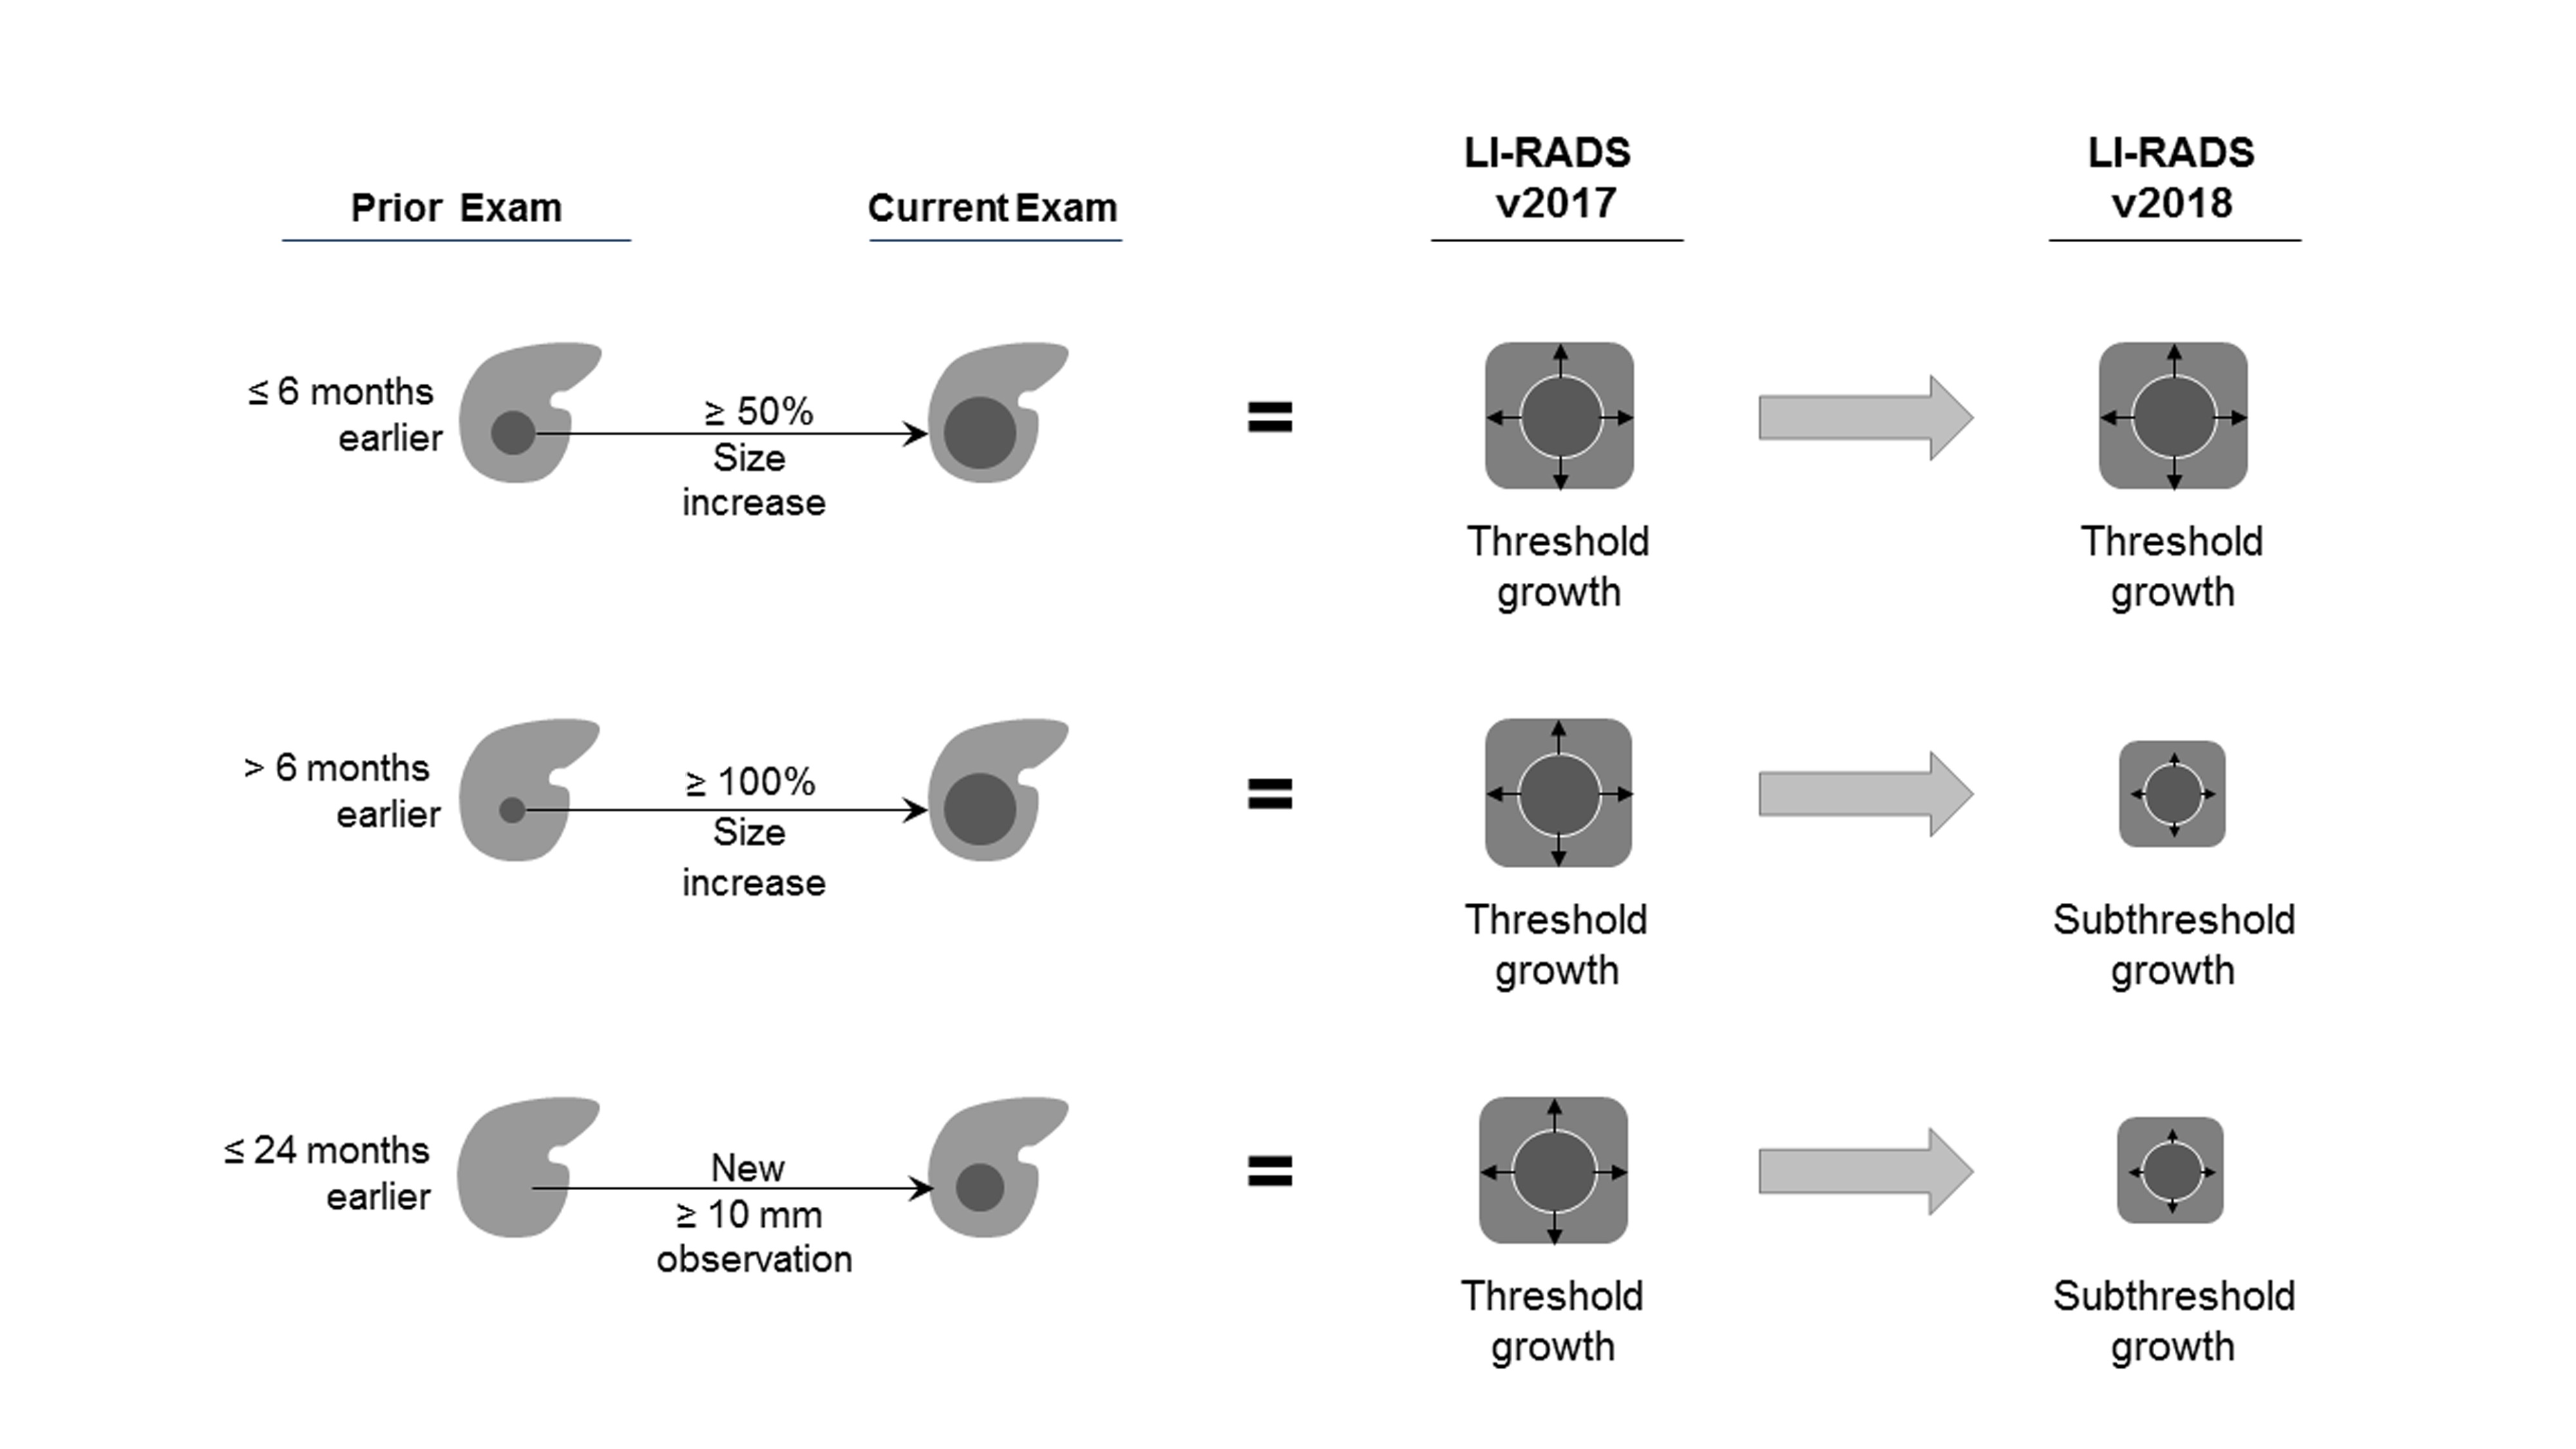 LI-RADS
v2017
LI-RADS
v2018
Prior Exam
Current Exam
≤ 6 months
earlier
≥ 50%
Size
increase
=
Threshold
growth
Threshold
growth
> 6 months
earlier
≥ 100%
Size
increase
=
Threshold
growth
Subthreshold
growth
≤ 24 months
earlier
New
≥ 10 mm
observation
=
Threshold
growth
Subthreshold
growth